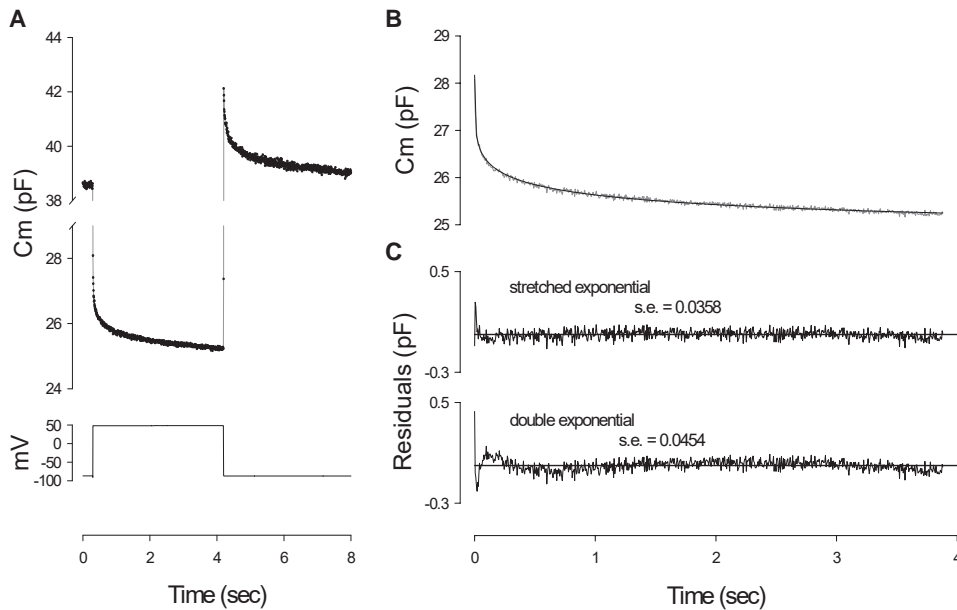 A
44
42
40
38
Cm (pF)
28
26
24
50
0
-50
-100
mV
0 2 4 6 8
Time (sec)
B
29
28
27
26
25
Cm (pF)
C
0.5
stretched exponential
s.e. = 0.0358
-0.3
0.5
double exponential
s.e. = 0.0454
-0.3
Residuals (pF)
0 1 2 3 4
Time (sec)